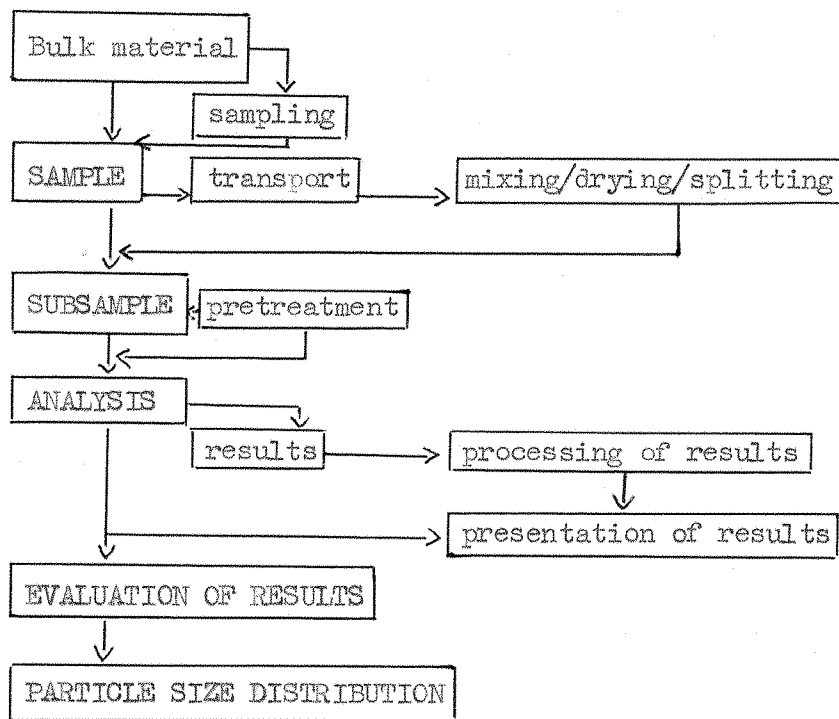 Bulk material
sampling
SAMPLE
transport
mixing/drying/splitting
SUBSAMPLE
pretreatment
ANALYSIS
results
processing of results
presentation of results
EVALUATION OF RESULTS
PARTICLE SIZE DISTRIBUTION